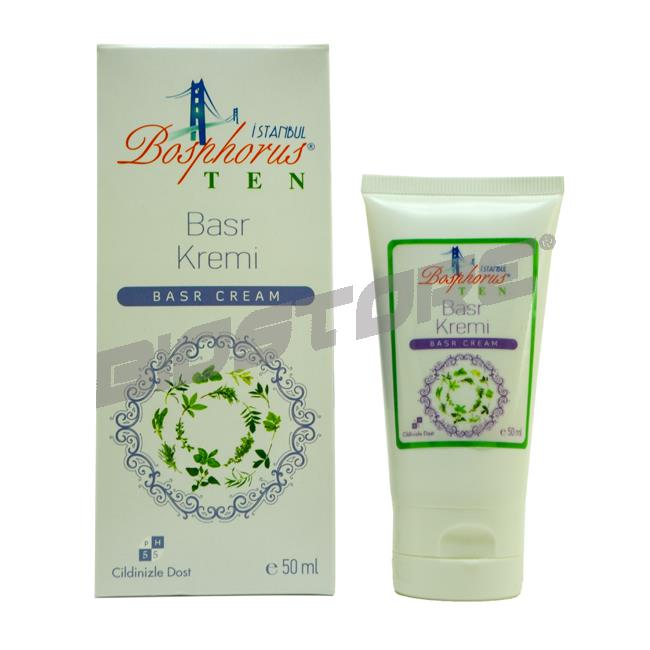 İSTANBUL
Bosphorus®
TEN
Basr
Kremi
BASR CREAM
pH
5 5
Cildinizle Dost
e 50 ml
İSTANBUL
Bosphorus®
TEN
Basr
Kremi
BASR CREAM
Cildinizle Dost
e 50 ml
BIOSTORE®